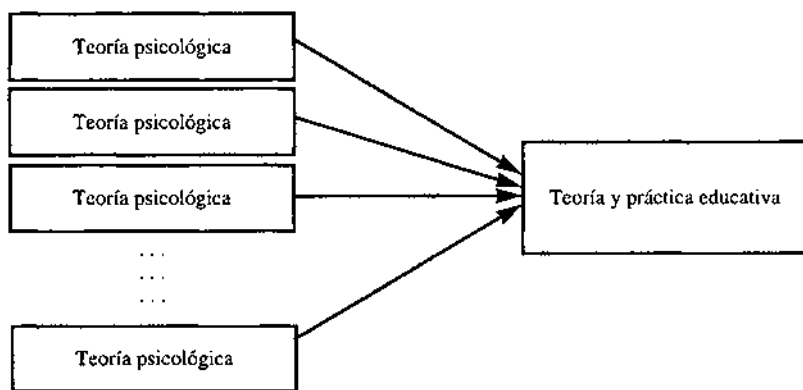 Teoría psicológica
Teoría psicológica
Teoría psicológica
Teoría y práctica educativa
. . .
. . .
. . .
Teoría psicológica